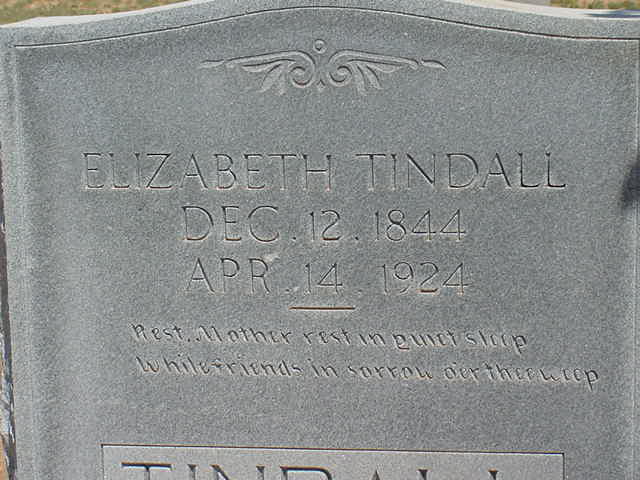 ELIZABETH TINDALL
DEC. 12. 1844
APR. 14. 1924
Rest, Mother rest in quiet sleep
While friends in sorrow o'er thee weep
TINDALL